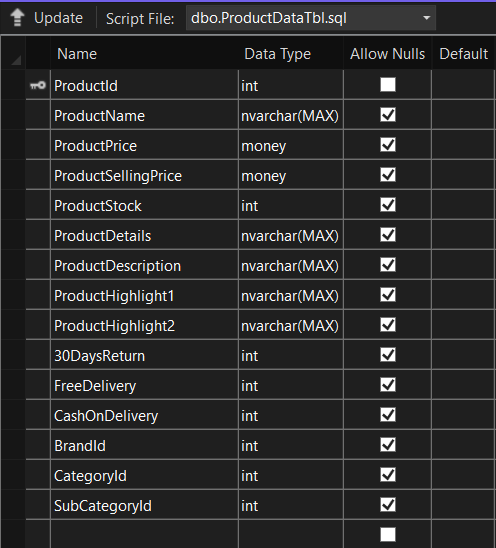 Update Script File: dbo.ProductDataTbl.sql
Name Data Type Allow Nulls Default
ProductId int
ProductName nvarchar(MAX)
ProductPrice money
ProductSellingPrice money
ProductStock int
ProductDetails nvarchar(MAX)
ProductDescription nvarchar(MAX)
ProductHighlight1 nvarchar(MAX)
ProductHighlight2 nvarchar(MAX)
30DaysReturn int
FreeDelivery int
CashOnDelivery int
BrandId int
CategoryId int
SubCategoryId int